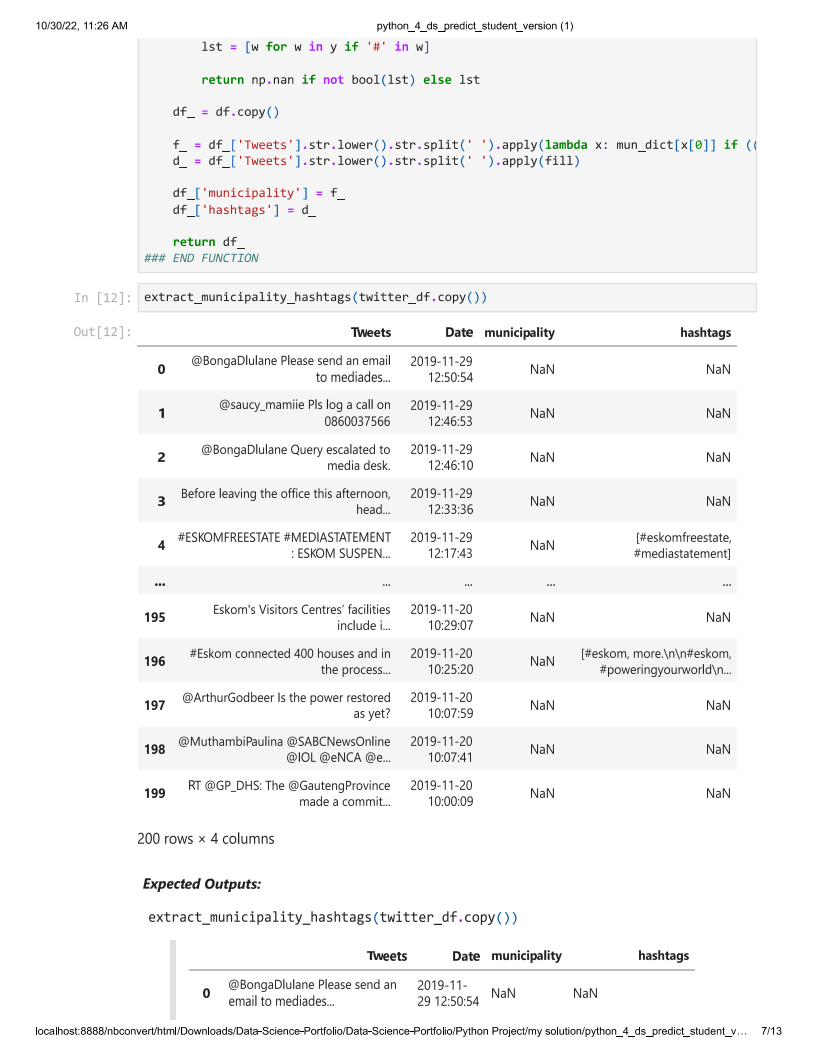 10/30/22, 11:26 AM python_4_ds_predict_student_version (1)
lst = [w for w in y if '#' in w]
return np.nan if not bool(lst) else lst
df_ = df.copy()
f_ = df_['Tweets'].str.lower().str.split(' ').apply(lambda x: mun_dict[x[0]] if ((
d_ = df_['Tweets'].str.lower().str.split(' ').apply(fill)
df_['municipality'] = f_
df_['hashtags'] = d_
return df_
### END FUNCTION
In [12]: extract_municipality_hashtags(twitter_df.copy())
Out[12]: Tweets Date municipality hashtags
@BongaDlulane Please send an email 2019-11-29
0 NaN NaN
to mediades... 12:50:54
@saucy_mamiie Pls log a call on 2019-11-29
1 NaN NaN
0860037566 12:46:53
@BongaDlulane Query escalated to 2019-11-29
2 NaN NaN
media desk. 12:46:10
Before leaving the office this afternoon, 2019-11-29
3 NaN NaN
head... 12:33:36
#ESKOMFREESTATE #MEDIASTATEMENT 2019-11-29 [#eskomfreestate,
4 NaN
: ESKOM SUSPEN... 12:17:43 #mediastatement]
... ... ... ... ...
Eskom's Visitors Centres’ facilities 2019-11-20
195 NaN NaN
include i... 10:29:07
#Eskom connected 400 houses and in 2019-11-20 [#eskom, more.\n\n#eskom,
196 NaN
the process... 10:25:20 #poweringyourworld\n...
@ArthurGodbeer Is the power restored 2019-11-20
197 NaN NaN
as yet? 10:07:59
@MuthambiPaulina @SABCNewsOnline 2019-11-20
198 NaN NaN
@IOL @eNCA @e... 10:07:41
RT @GP_DHS: The @GautengProvince 2019-11-20
199 NaN NaN
made a commit... 10:00:09
200 rows × 4 columns
Expected Outputs:
extract_municipality_hashtags(twitter_df.copy())
Tweets Date municipality hashtags
@BongaDlulane Please send an 2019-11-
0 NaN NaN
email to mediades... 29 12:50:54
localhost:8888/nbconvert/html/Downloads/Data-Science-Portfolio/Data-Science-Portfolio/Python Project/my solution/python_4_ds_predict_student_v… 7/13